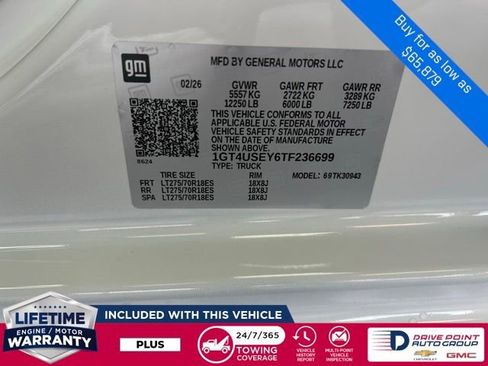 Buy for as low as
$65,879
gm
MFD BY GENERAL MOTORS LLC
02/26 GVWR GAWR FRT GAWR RR
5557 KG 2722 KG 3289 KG
12250 LB 6000 LB 7250 LB
THIS VEHICLE CONFORMS TO ALL
APPLICABLE U.S. FEDERAL MOTOR
VEHICLE SAFETY STANDARDS IN EFFECT
ON THE DATE OF MANUFACTURE
SHOWN ABOVE.
1GT4USEY6TF236699
TYPE: TRUCK
8624
TIRE SIZE RIM MODEL: 69TK30943
FRT LT275/70R18ES 18X8J
RR LT275/70R18ES 18X8J
SPA LT275/70R18ES 18X8J
LIFETIME
ENGINE / MOTOR
WARRANTY
INCLUDED WITH THIS VEHICLE
PLUS
24/7/365
TOWING
COVERAGE
VEHICLE
HISTORY
REPORT
MULTI-POINT
VEHICLE
INSPECTION
DRIVE POINT
AUTO GROUP
CHEVROLET GMC